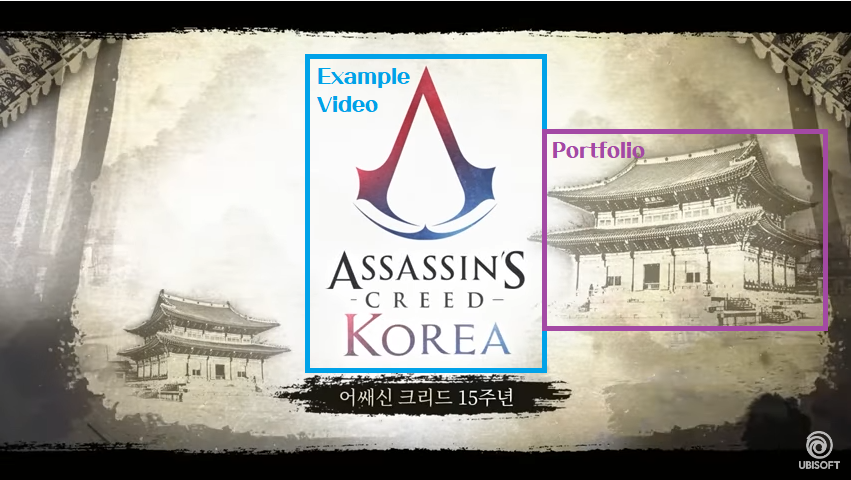 Example
Video
Portfolio
ASSASSIN'S
-CREED-
KOREA
어쌔신 크리드 15주년
UBISOFT